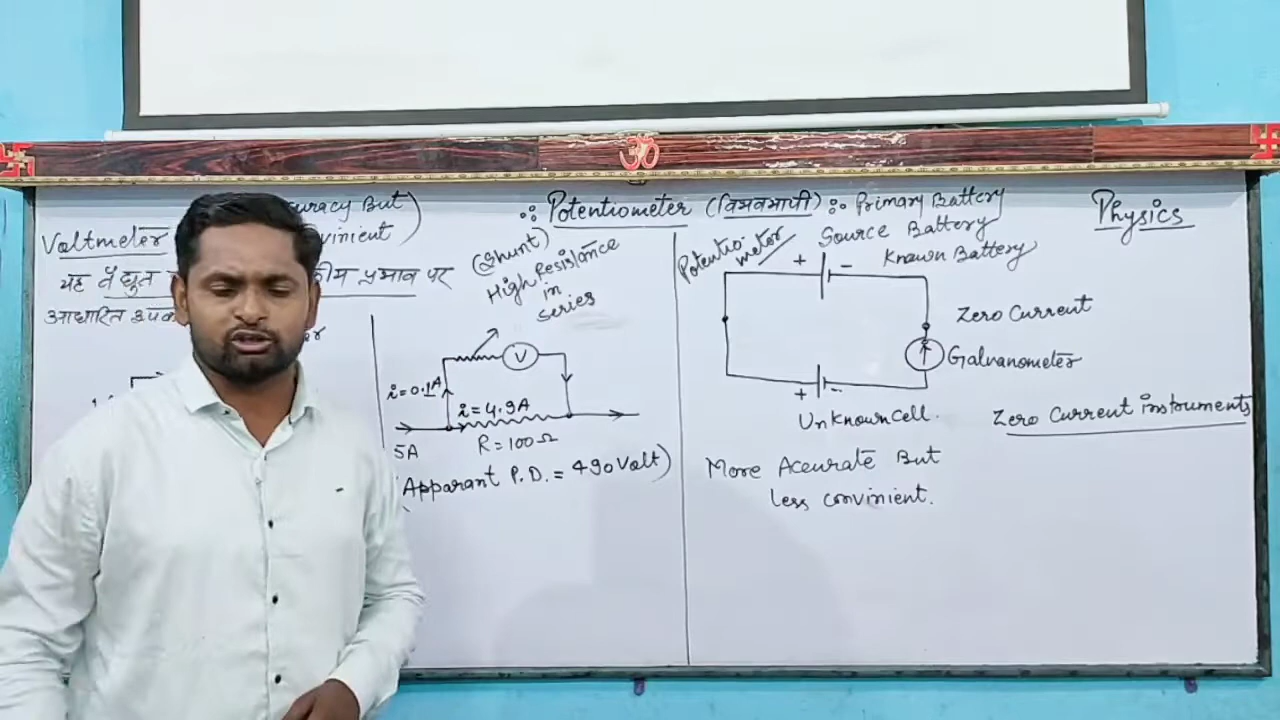 Voltmeter
curacy But)
vinient)
यह वैद्युत
पर
आधारित
(Shunt)
High Resistance
in
series
V
i=0.1A
i=4.9A
5A
R=100Ω
(Apparant P.D. = 490 Volt)
∴ Potentiometer (विभवमापी) :- Primary Battery
Source Battery
Known Battery
Potentio-
meter
+ -
Zero Current
Galvanometer
+ -
UnKnown Cell.
Zero Current instruments
More Accurate But
less convinient.
Physics